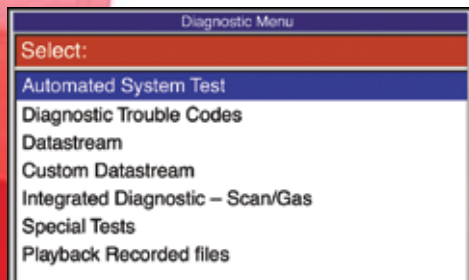 Diagnostic Menu
Select:
Automated System Test
Diagnostic Trouble Codes
Datastream
Custom Datastream
Integrated Diagnostic – Scan/Gas
Special Tests
Playback Recorded files